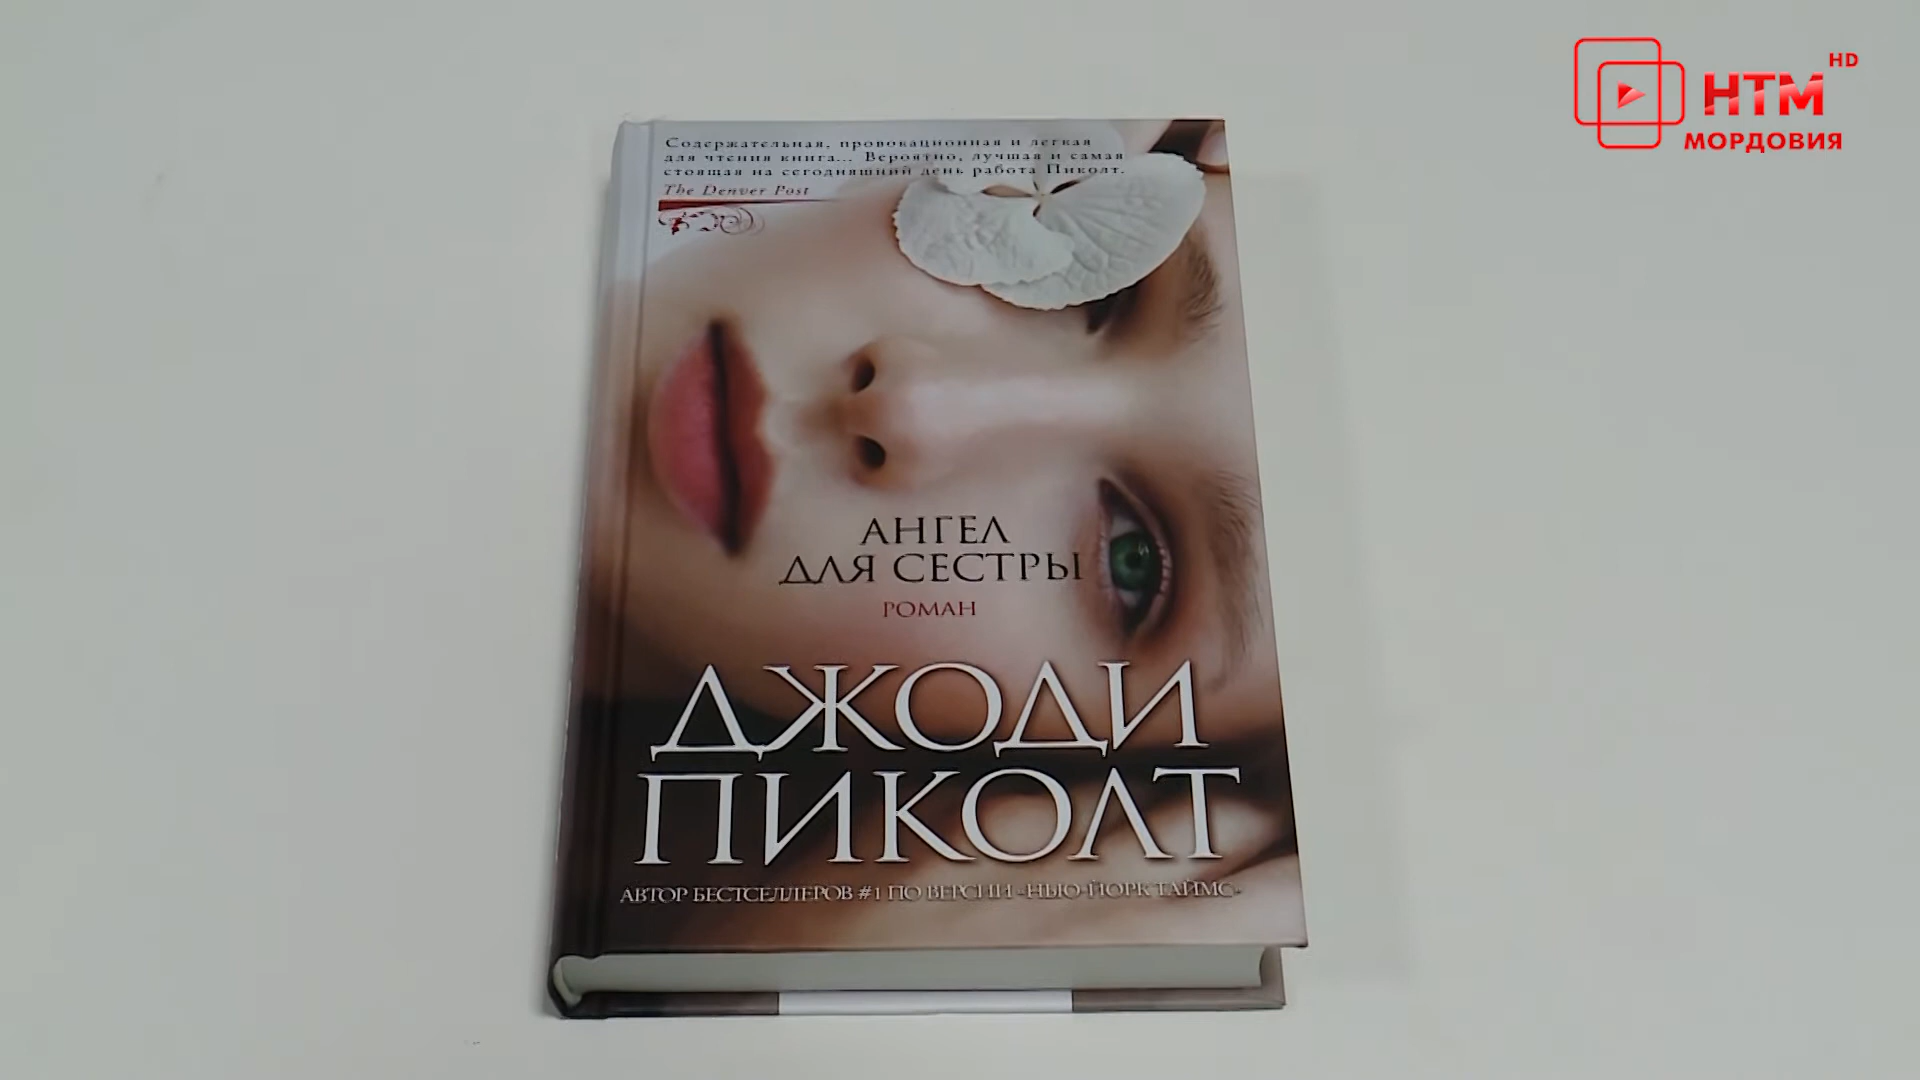 Содержательная, провокационная и легкая
для чтения книга... Вероятно, лучшая и самая
стоящая на сегодняшний день работа Пиколт.
The Denver Post
АНГЕЛ
ДЛЯ СЕСТРЫ
РОМАН
ДЖОДИ
ПИКОЛТ
АВТОР БЕСТСЕЛЛЕРОВ #1 ПО ВЕРСИИ «НЬЮ-ЙОРК ТАЙМС»
НТМ HD
МОРДОВИЯ